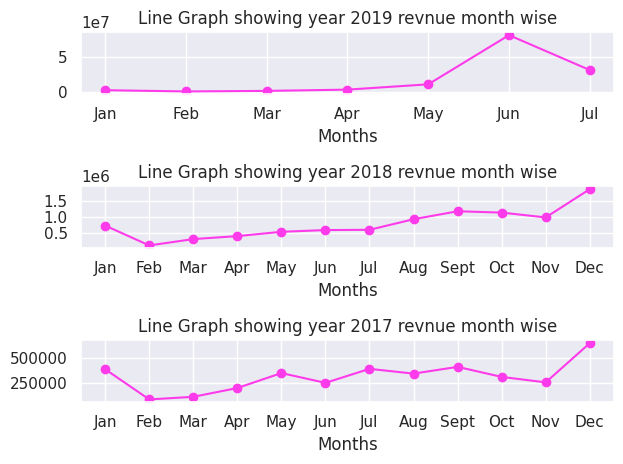 Line Graph showing year 2019 revnue month wise
1e7
5
0
Jan Feb Mar Apr May Jun Jul
Months
Line Graph showing year 2018 revnue month wise
1e6
1.5
1.0
0.5
Jan Feb Mar Apr May Jun Jul Aug Sept Oct Nov Dec
Months
Line Graph showing year 2017 revnue month wise
500000
250000
Jan Feb Mar Apr May Jun Jul Aug Sept Oct Nov Dec
Months